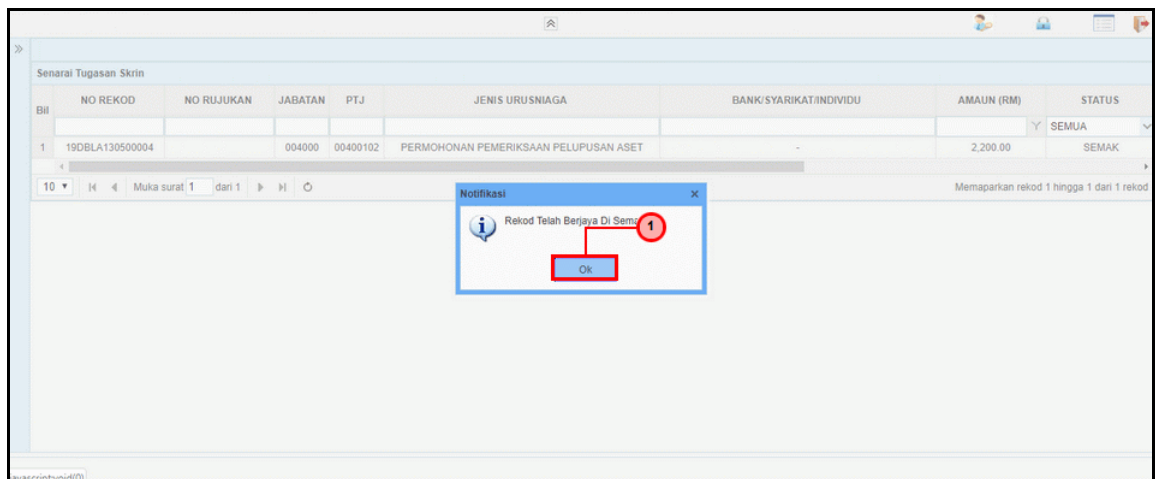 Senarai Tugasan Skrin
Bil NO REKOD NO RUJUKAN JABATAN PTJ JENIS URUSNIAGA BANK/SYARIKAT/INDIVIDU AMAUN (RM) STATUS
SEMUA
1 19DBLA130500004 004000 00400102 PERMOHONAN PEMERIKSAAN PELUPUSAN ASET - 2,200.00 SEMAK
10 Muka surat 1 dari 1 Memaparkan rekod 1 hingga 1 dari 1 rekod
Notifikasi
Rekod Telah Berjaya Di
1
Ok